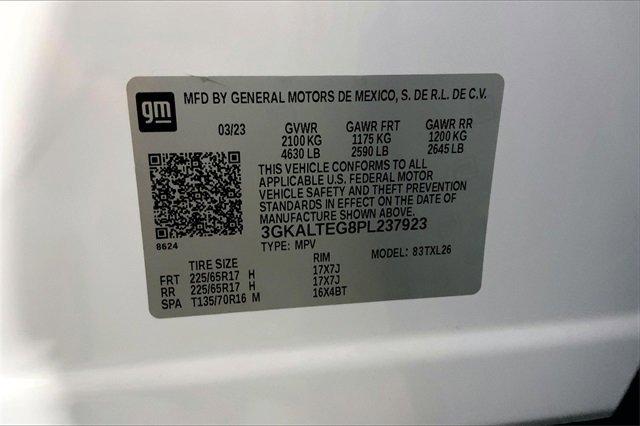 gm
MFD BY GENERAL MOTORS DE MEXICO, S. DE R.L. DE C.V.
03/23 GVWR GAWR FRT GAWR RR
2100 KG 1175 KG 1200 KG
4630 LB 2590 LB 2645 LB
THIS VEHICLE CONFORMS TO ALL
APPLICABLE U.S. FEDERAL MOTOR
VEHICLE SAFETY AND THEFT PREVENTION
STANDARDS IN EFFECT ON THE DATE OF
MANUFACTURE SHOWN ABOVE.
8624 3GKALTEG8PL237923
TYPE: MPV MODEL: 83TXL26
TIRE SIZE RIM
FRT 225/65R17 H 17X7J
RR 225/65R17 H 17X7J
SPA T135/70R16 M 16X4BT